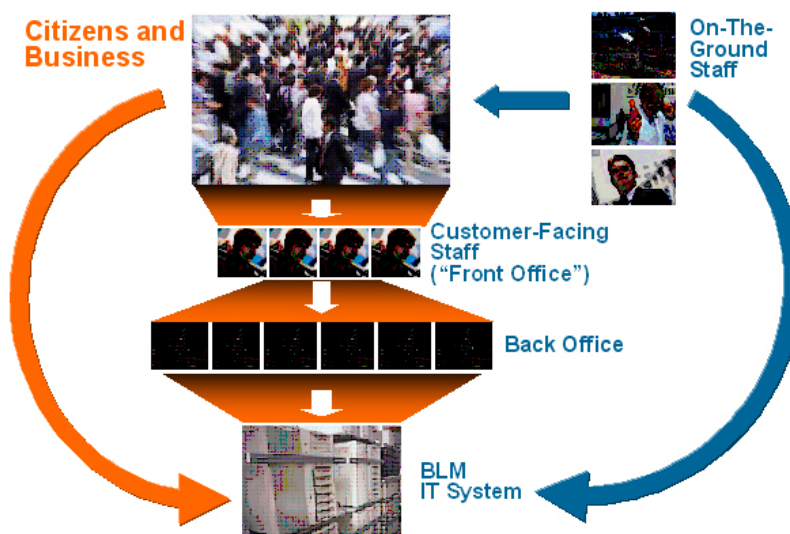 Citizens and
Business
On-The-
Ground
Staff
Customer-Facing
Staff
(“Front Office”)
Back Office
BLM
IT System